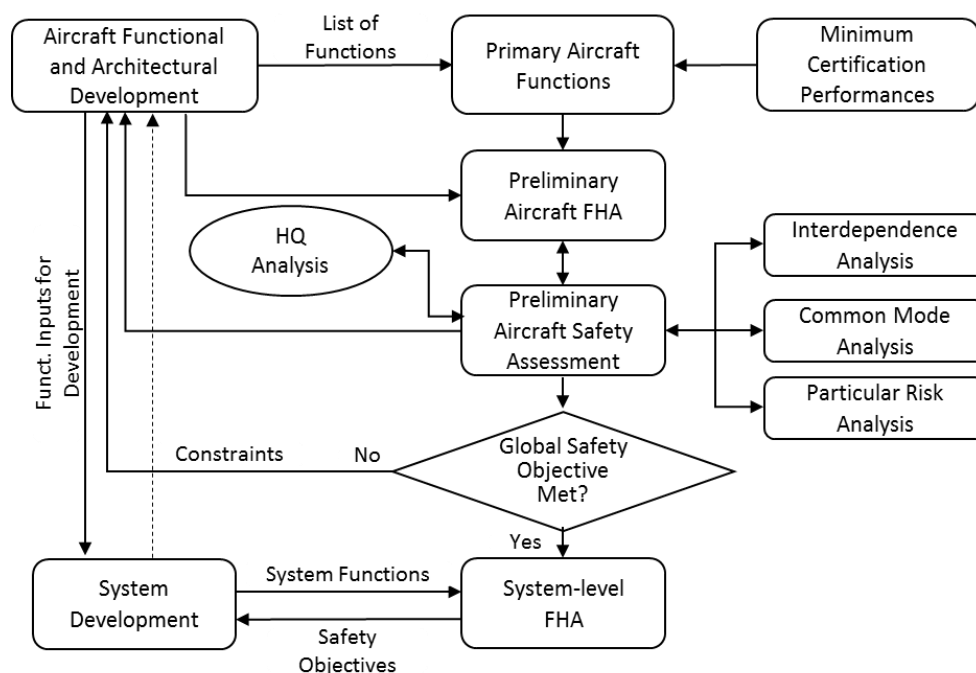 Aircraft Functional
and Architectural
Development
List of
Functions
Primary Aircraft
Functions
Minimum
Certification
Performances
Preliminary
Aircraft FHA
HQ
Analysis
Interdependence
Analysis
Preliminary
Aircraft Safety
Assessment
Common Mode
Analysis
Particular Risk
Analysis
Funct. Inputs for
Development
Constraints
No
Global Safety
Objective
Met?
Yes
System
Development
System Functions
System-level
FHA
Safety
Objectives